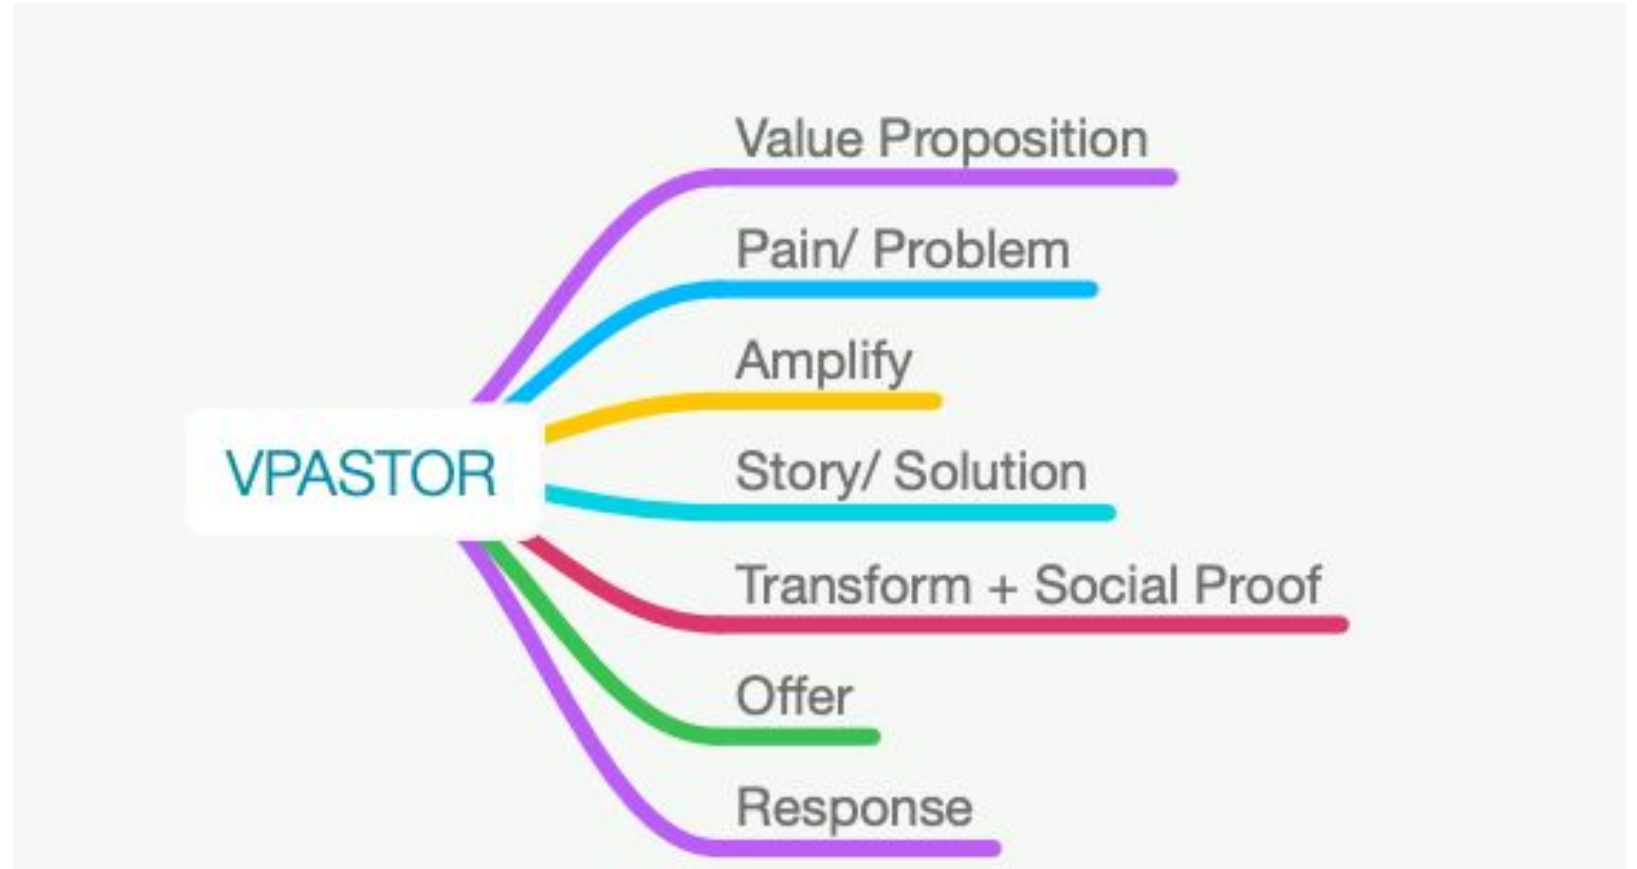 Value Proposition
Pain/ Problem
Amplify
VPASTOR
Story/ Solution
Transform + Social Proof
Offer
Response